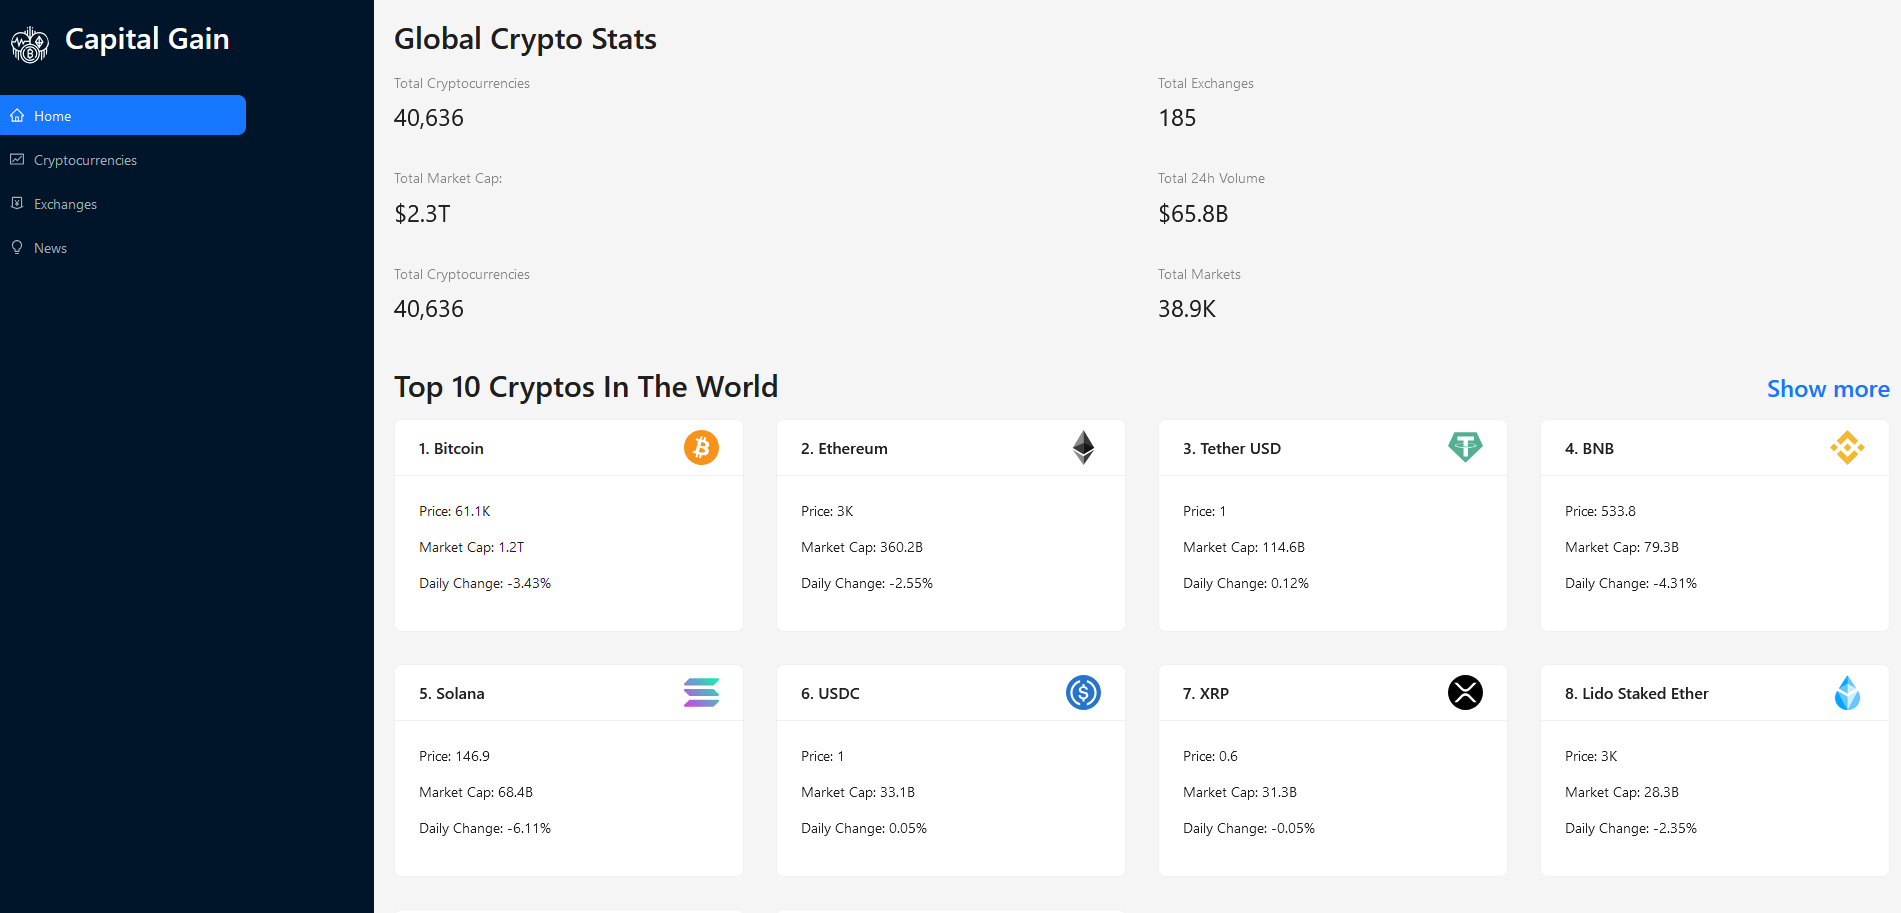 Capital Gain
Home
Cryptocurrencies
Exchanges
News
Global Crypto Stats
Total Cryptocurrencies
40,636
Total Exchanges
185
Total Market Cap:
$2.3T
Total 24h Volume
$65.8B
Total Cryptocurrencies
40,636
Total Markets
38.9K
Top 10 Cryptos In The World
Show more
1. Bitcoin
Price: 61.1K
Market Cap: 1.2T
Daily Change: -3.43%
2. Ethereum
Price: 3K
Market Cap: 360.2B
Daily Change: -2.55%
3. Tether USD
Price: 1
Market Cap: 114.6B
Daily Change: 0.12%
4. BNB
Price: 533.8
Market Cap: 79.3B
Daily Change: -4.31%
5. Solana
Price: 146.9
Market Cap: 68.4B
Daily Change: -6.11%
6. USDC
Price: 1
Market Cap: 33.1B
Daily Change: 0.05%
7. XRP
Price: 0.6
Market Cap: 31.3B
Daily Change: -0.05%
8. Lido Staked Ether
Price: 3K
Market Cap: 28.3B
Daily Change: -2.35%